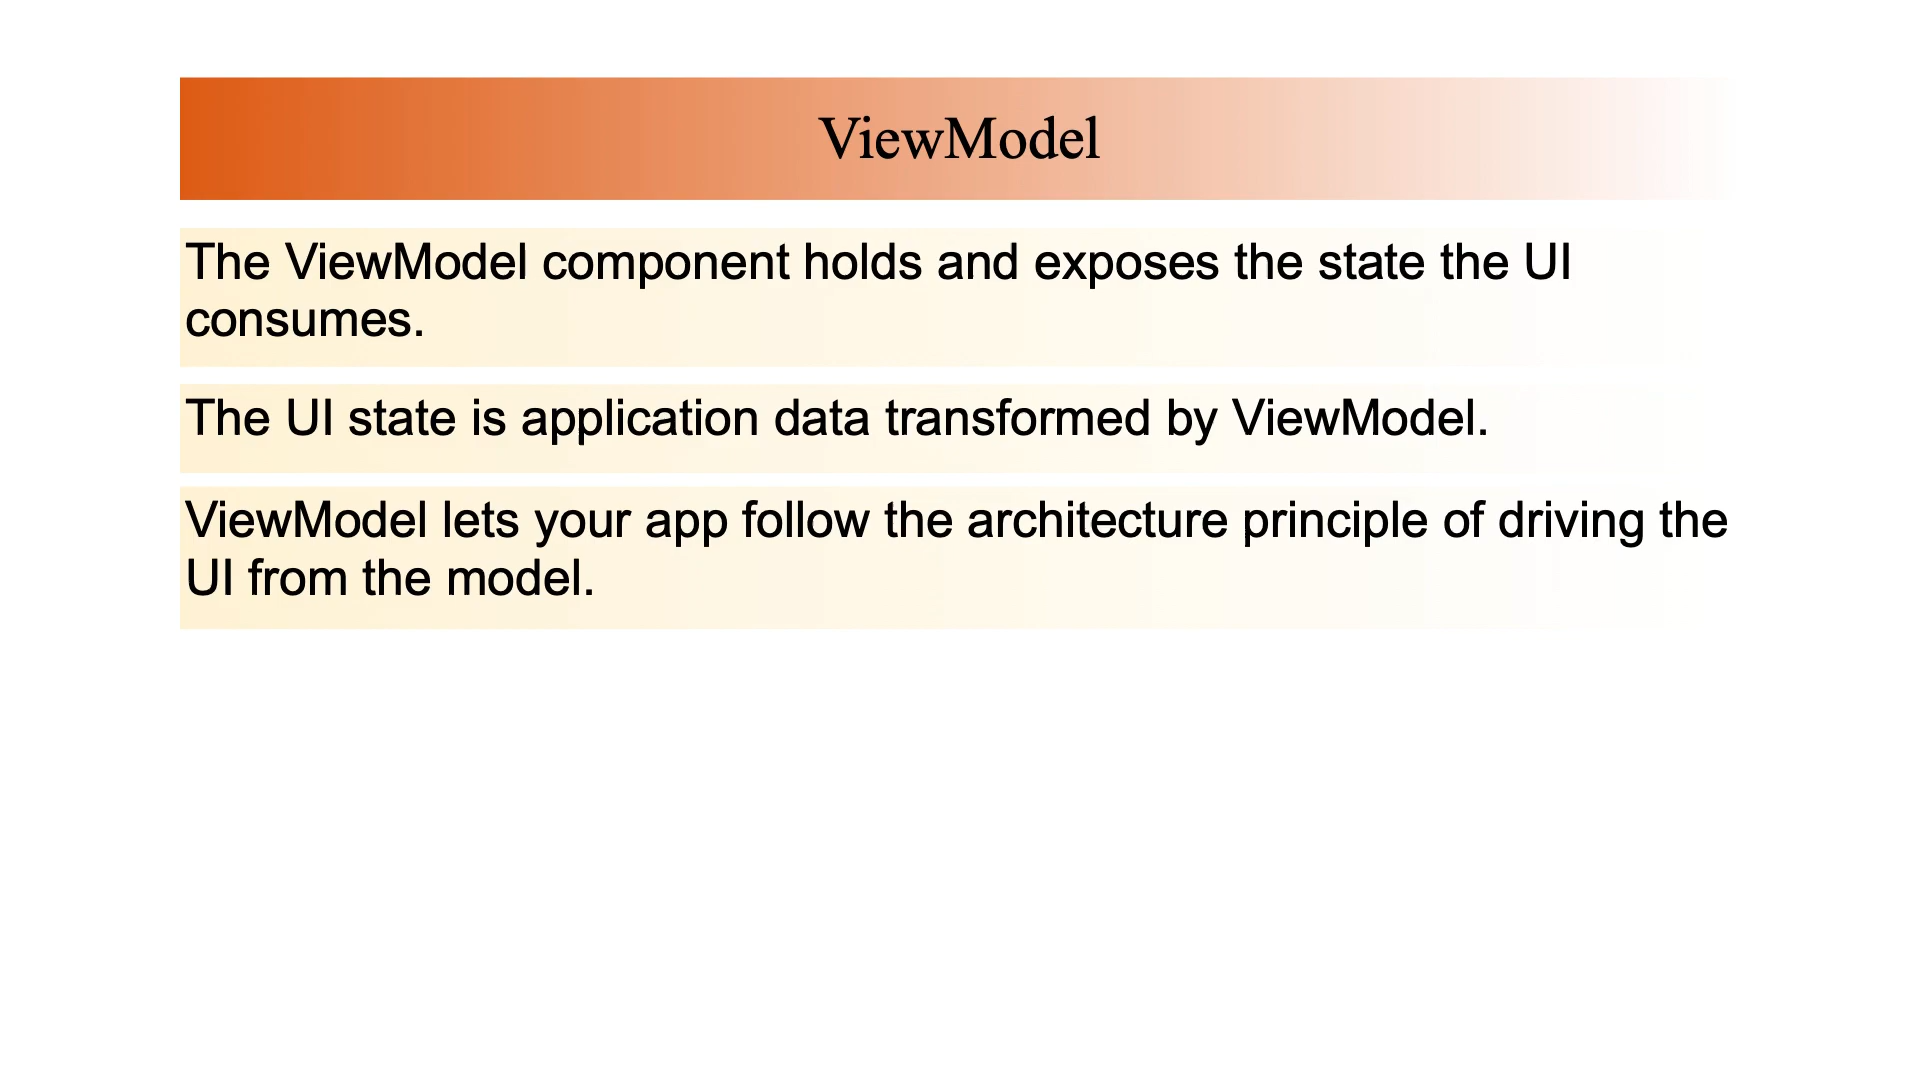 ViewModel
The ViewModel component holds and exposes the state the UI
consumes.
The UI state is application data transformed by ViewModel.
ViewModel lets your app follow the architecture principle of driving the
UI from the model.